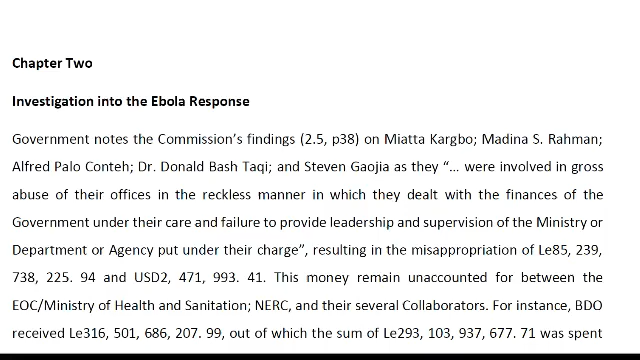 Chapter Two
Investigation into the Ebola Response
Government notes the Commission's findings (2.5, p38) on Miatta Kargbo; Madina S. Rahman;
Alfred Palo Conteh; Dr. Donald Bash Taqi; and Steven Gaojia as they "... were involved in gross
abuse of their offices in the reckless manner in which they dealt with the finances of the
Government under their care and failure to provide leadership and supervision of the Ministry or
Department or Agency put under their charge", resulting in the misappropriation of Le85, 239,
738, 225. 94 and USD2, 471, 993. 41. This money remain unaccounted for between the
EOC/Ministry of Health and Sanitation; NERC, and their several Collaborators. For instance, BDO
received Le316, 501, 686, 207. 99, out of which the sum of Le293, 103, 937, 677. 71 was spent